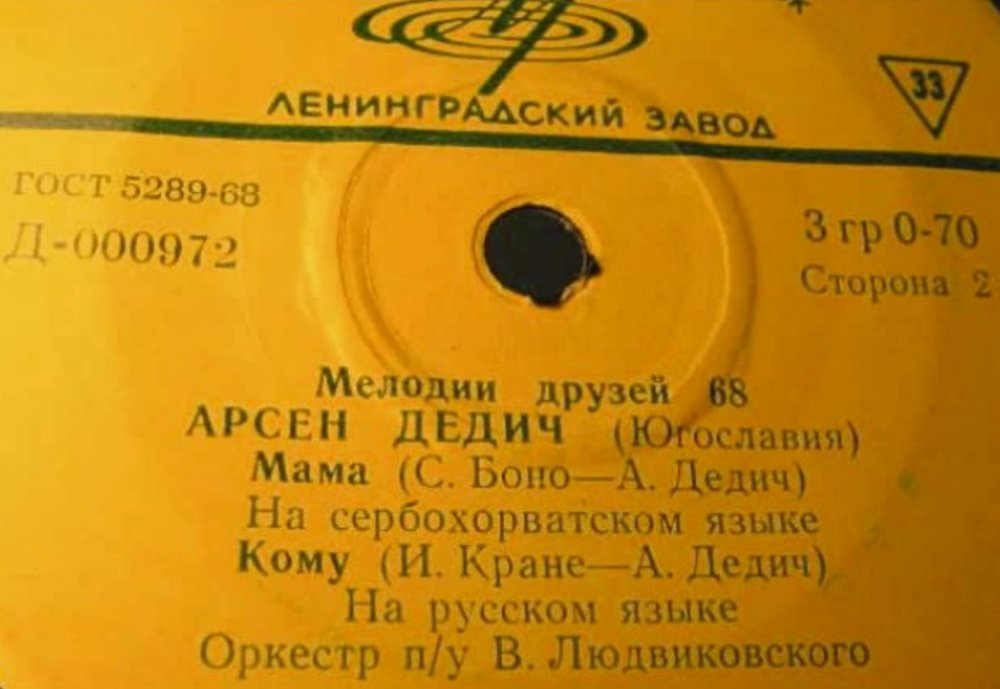 ЛЕНИНГРАДСКИЙ ЗАВОД
33
ГОСТ 5289-68
Д-000972
3 гр 0-70
Сторона 2
Мелодии друзей 68
АРСЕН ДЕДИЧ (Югославия)
Мама (С. Боно—А. Дедич)
На сербохорватском языке
Кому (И. Кране—А. Дедич)
На русском языке
Оркестр п/у В. Людвиковского